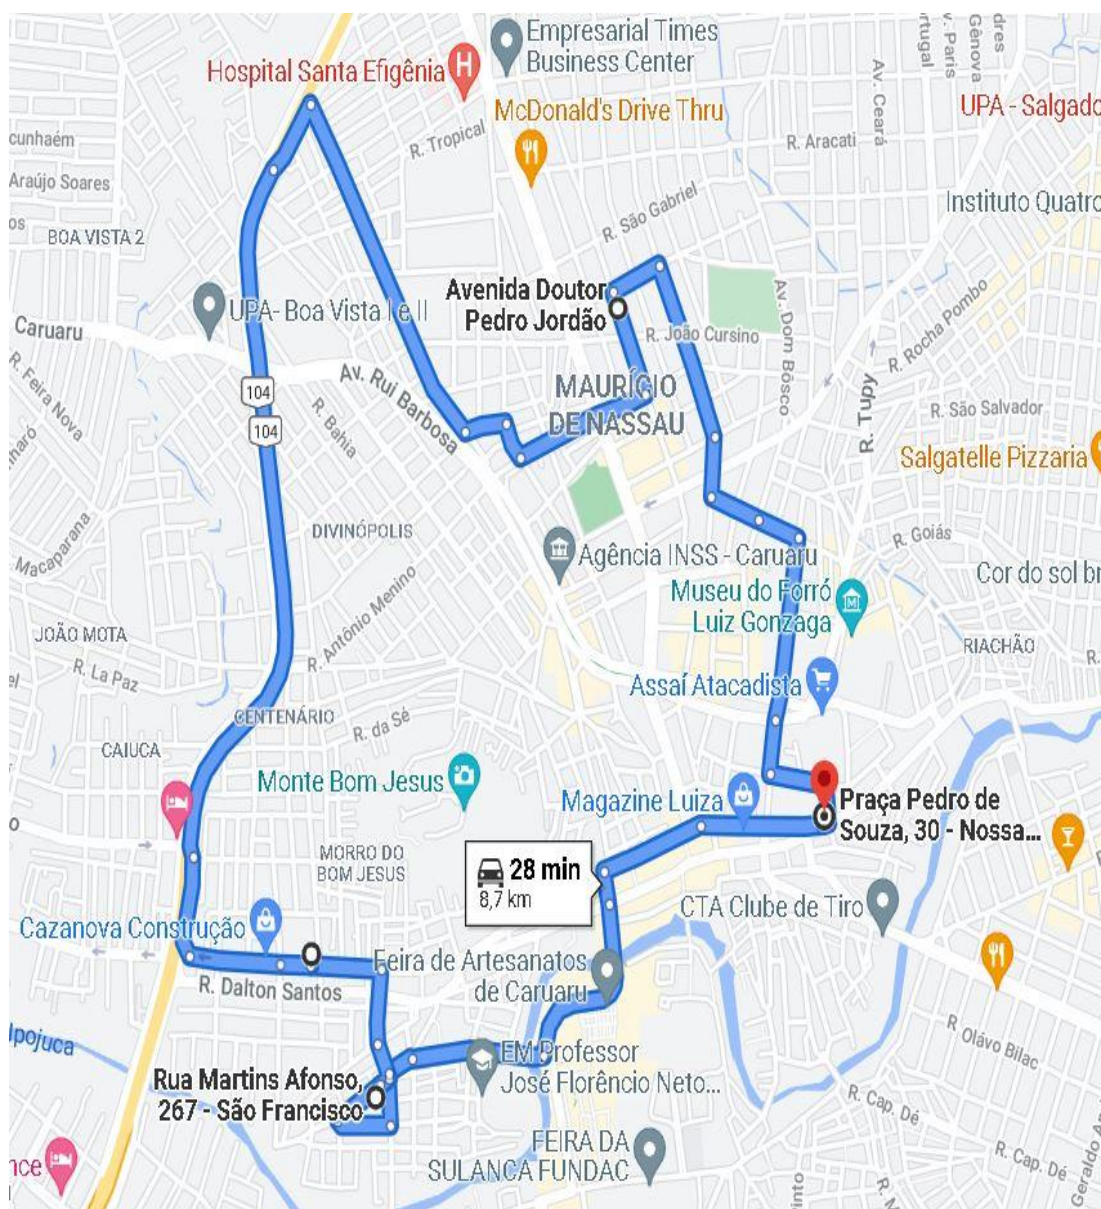 Empresarial Times
Business Center
Hospital Santa Efigênia
H
McDonald's Drive Thru
Av. Ceará
Av. Paris
Gênova
UPA - Salgado
R. Tropical
R. Aracati
cunhaém
Araújo Soares
Instituto Quatro
R. São Gabriel
BOA VISTA 2
Avenida Doutor
Pedro Jordão
UPA- Boa Vista I e II
Caruaru
R. João Cursino
Av. Dom Bosco
R. Rocha Pombo
R. Feira Nova
Av. Rui Barbosa
104
MAURÍCIO
DE NASSAU
R. Tupy
R. São Salvador
104
R. Bahia
Salgatelle Pizzaria
Macaparana
DIVINÓPOLIS
R. Goiás
Agência INSS - Caruaru
Cor do sol br
Museu do Forró
Luiz Gonzaga
R. Antônio Menino
JOÃO MOTA
RIACHÃO
R. La Paz
R.
Assaí Atacadista
CENTENÁRIO
R. da Sé
CAIUCA
Monte Bom Jesus
Magazine Luiza
Praça Pedro de
Souza, 30 - Nossa...
MORRO DO
BOM JESUS
28 min
8,7 km
CTA Clube de Tiro
Cazanova Construção
Feira de Artesanatos
de Caruaru
R. Dalton Santos
Ipojuca
R Olávo Bilac
EM Professor
José Florêncio Neto...
Rua Martins Afonso,
267 - São Francisco
R. Cap. Dé
FEIRA DA
SULANCA FUNDAC
R. Cap. Dé
Geraldo